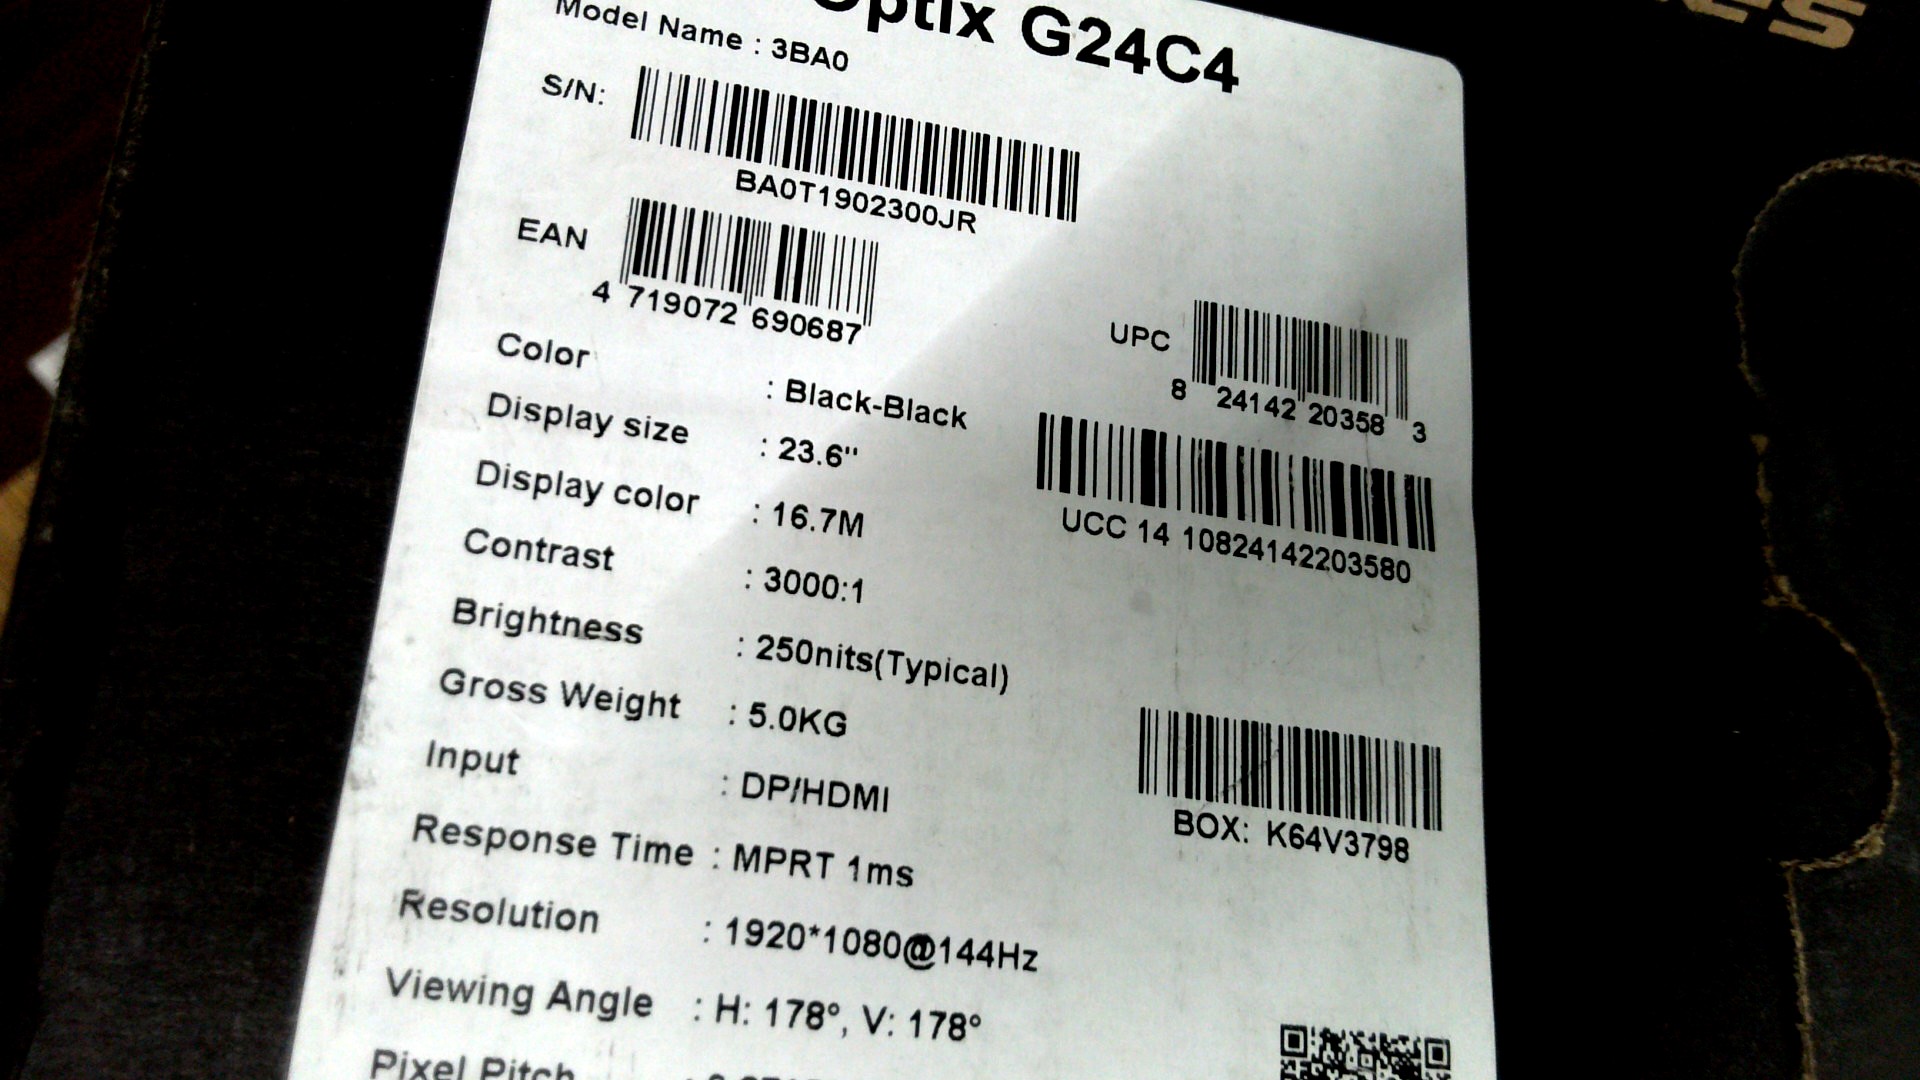 Optix G24C4
Model Name : 3BA0
S/N:
BA0T1902300JR
EAN
4 719072 690687
UPC
8 24142 20358 3
Color : Black-Black
Display size : 23.6"
UCC 14 10824142203580
Display color : 16.7M
Contrast : 3000:1
Brightness : 250nits(Typical)
Gross Weight : 5.0KG
Input : DP/HDMI
BOX: K64V3798
Response Time : MPRT 1ms
Resolution : 1920*1080@144Hz
Viewing Angle : H: 178°, V: 178°
Pixel Pitch :